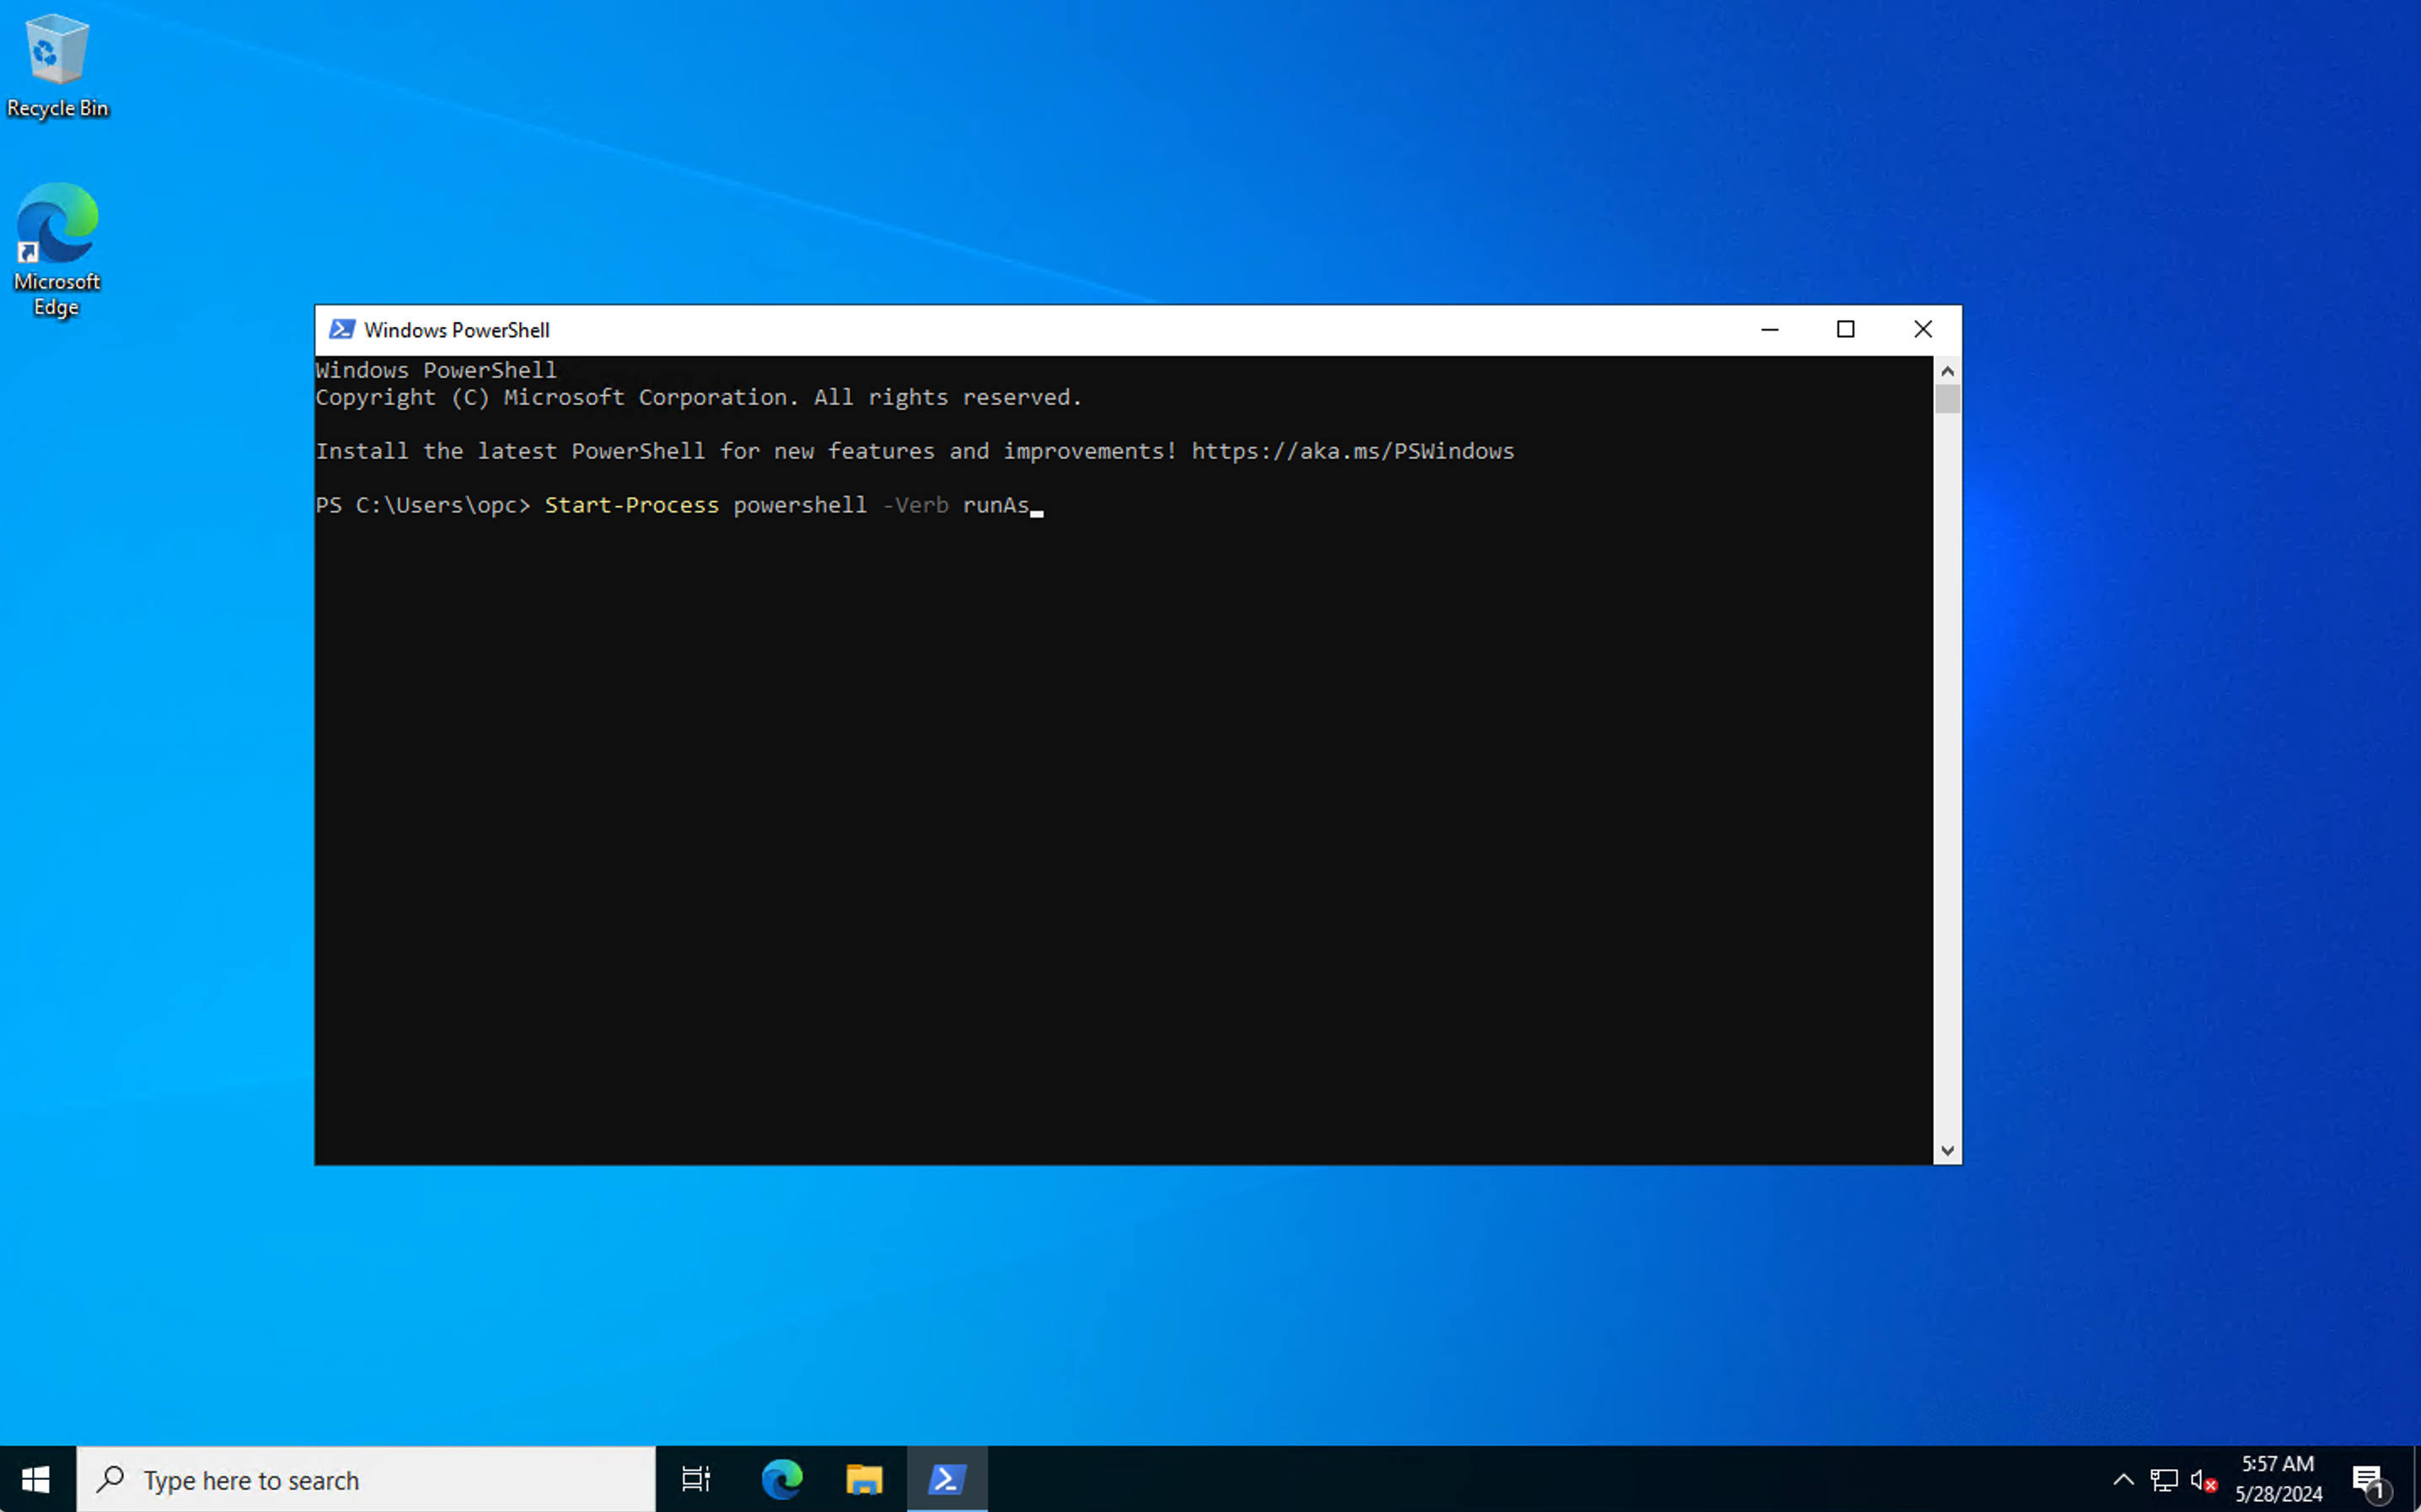 Recycle Bin
Microsoft
Edge
Windows PowerShell
Windows PowerShell
Copyright (C) Microsoft Corporation. All rights reserved.
Install the latest PowerShell for new features and improvements! https://aka.ms/PSWindows
PS C:\Users\opc> Start-Process powershell -Verb runAs
Type here to search
5:57 AM
5/28/2024
1